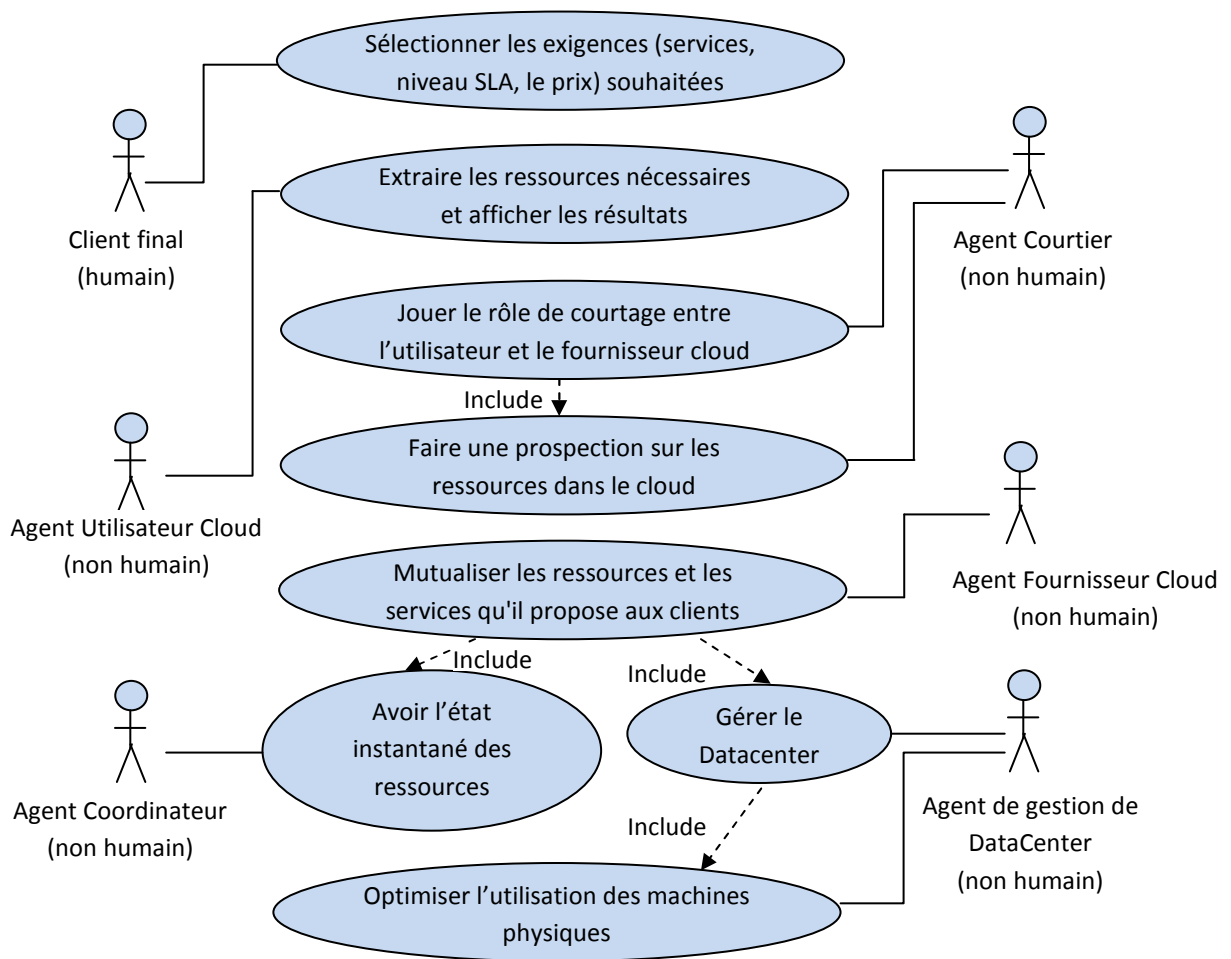 Sélectionner les exigences (services,
niveau SLA, le prix) souhaitées
Client final
(humain)
Extraire les ressources nécessaires
et afficher les résultats
Agent Courtier
(non humain)
Jouer le rôle de courtage entre
l’utilisateur et le fournisseur cloud
Include
Faire une prospection sur les
ressources dans le cloud
Agent Utilisateur Cloud
(non humain)
Mutualiser les ressources et les
services qu'il propose aux clients
Agent Fournisseur Cloud
(non humain)
Include
Include
Avoir l’état
instantané des
ressources
Gérer le
Datacenter
Agent Coordinateur
(non humain)
Agent de gestion de
DataCenter
(non humain)
Include
Optimiser l’utilisation des machines
physiques